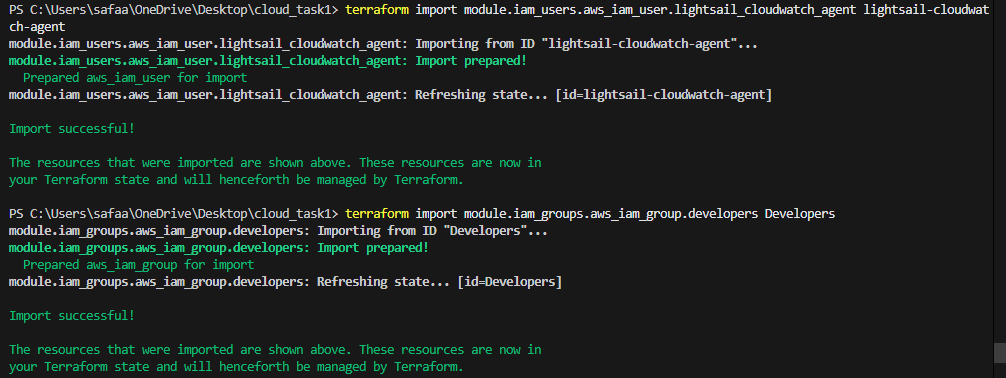 PS C:\Users\safaa\OneDrive\Desktop\cloud_task1> terraform import module.iam_users.aws_iam_user.lightsail_cloudwatch_agent lightsail-cloudwat
ch-agent
module.iam_users.aws_iam_user.lightsail_cloudwatch_agent: Importing from ID "lightsail-cloudwatch-agent"...
module.iam_users.aws_iam_user.lightsail_cloudwatch_agent: Import prepared!
  Prepared aws_iam_user for import
module.iam_users.aws_iam_user.lightsail_cloudwatch_agent: Refreshing state... [id=lightsail-cloudwatch-agent]

Import successful!

The resources that were imported are shown above. These resources are now in
your Terraform state and will henceforth be managed by Terraform.

PS C:\Users\safaa\OneDrive\Desktop\cloud_task1> terraform import module.iam_groups.aws_iam_group.developers Developers
module.iam_groups.aws_iam_group.developers: Importing from ID "Developers"...
module.iam_groups.aws_iam_group.developers: Import prepared!
  Prepared aws_iam_group for import
module.iam_groups.aws_iam_group.developers: Refreshing state... [id=Developers]

Import successful!

The resources that were imported are shown above. These resources are now in
your Terraform state and will henceforth be managed by Terraform.